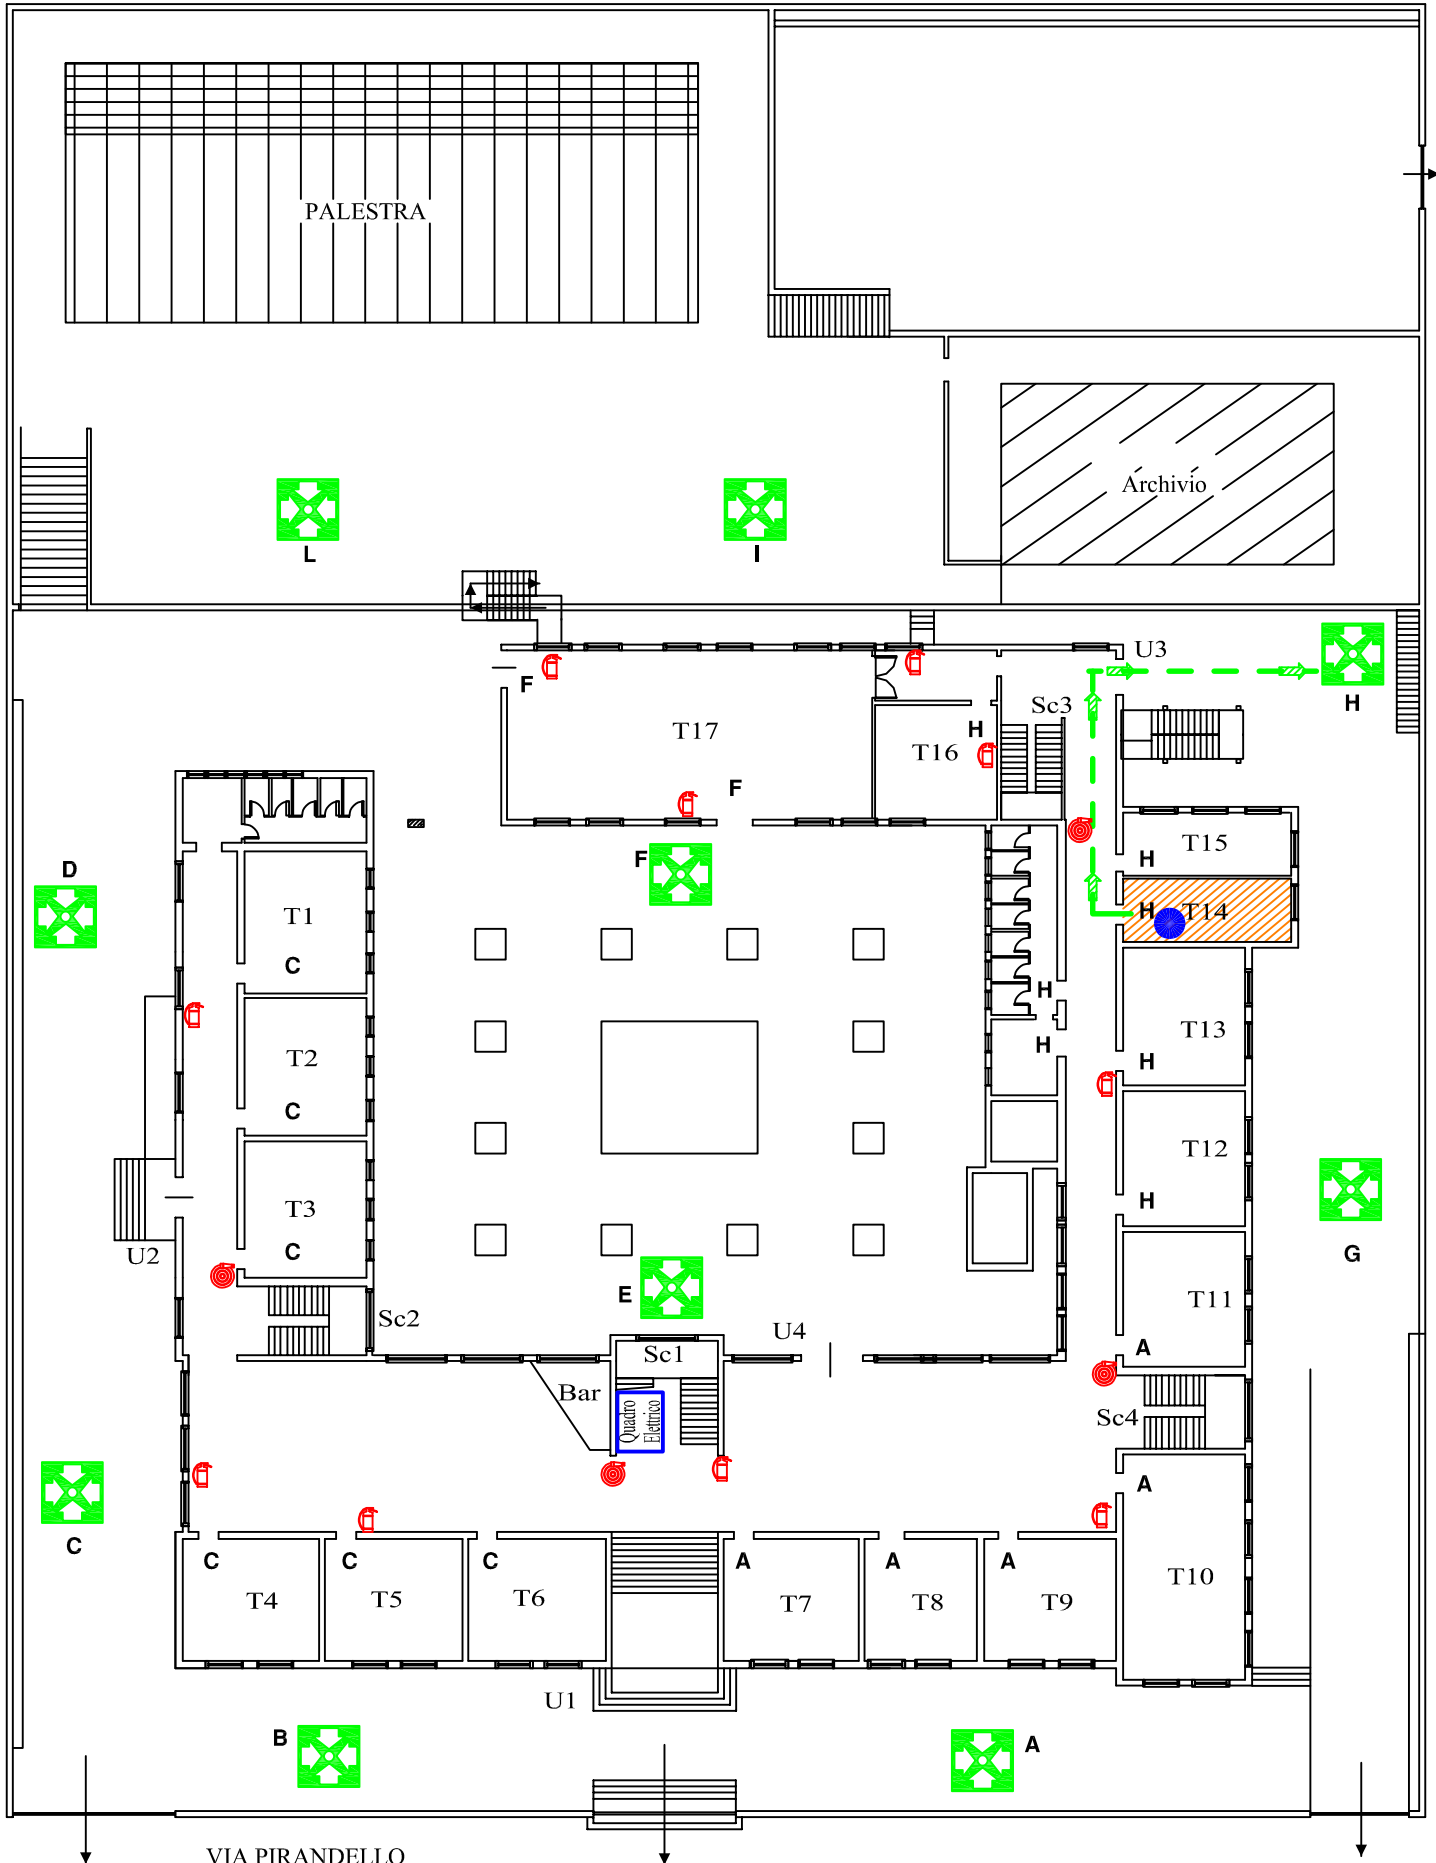 PALESTRA
Archivio
L
I
U3
H
F
Sc3
T17
H
T16
F
T15
H
F
D
T14
H
T1
C
H
T13
T2
H
H
C
T12
H
T3
C
U2
G
E
T11
Sc2
U4
Sc1
A
Bar
Quadro
Elettrico
Sc4
A
C
C
C
C
A
A
A
T10
T4
T5
T6
T7
T8
T9
U1
B
A
VIA PIRANDELLO